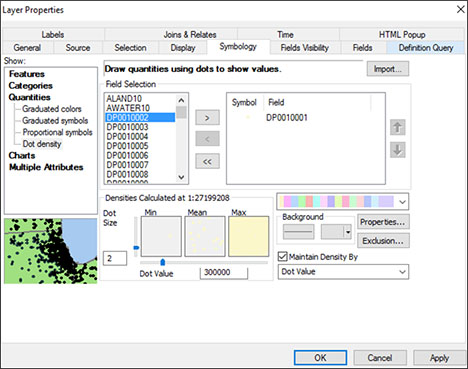 Layer Properties
Labels Joins & Relates Time HTML Popup
General Source Selection Display Symbology Fields Visibility Fields Definition Query
Show:
Features
Categories
Quantities
Graduated colors
Graduated symbols
Proportional symbols
Dot density
Charts
Multiple Attributes
Draw quantities using dots to show values.
Import...
Field Selection
ALAND10
AWATER10
DP0010002
DP0010003
DP0010004
DP0010005
DP0010006
DP0010007
DP0010008
>
<
<<
Symbol Field
DP0010001
Densities Calculated at 1:27199208
Dot Size
Min Mean Max
2
Dot Value 300000
Background
Properties...
Exclusion...
Maintain Density By
Dot Value
OK Cancel Apply